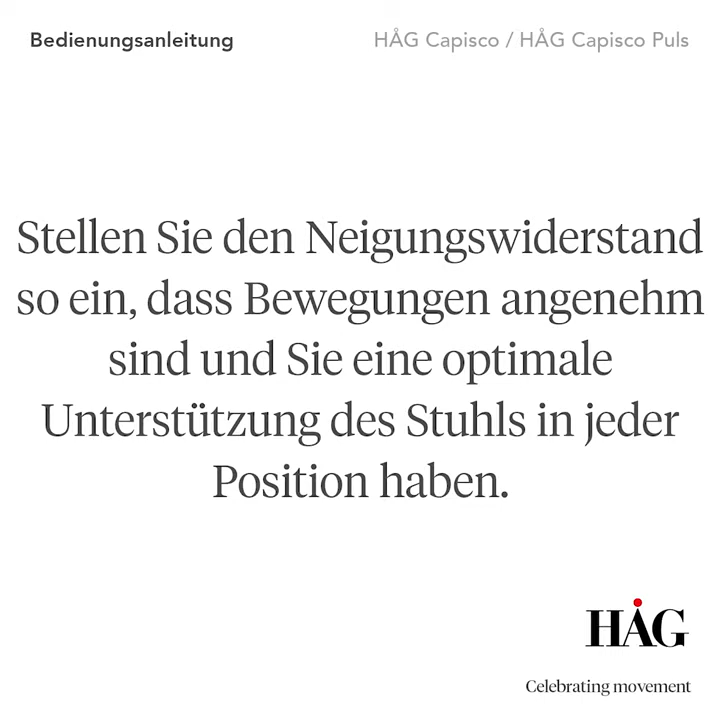 Bedienungsanleitung
HÅG Capisco / HÅG Capisco Puls
Stellen Sie den Neigungswiderstand
so ein, dass Bewegungen angenehm
sind und Sie eine optimale
Unterstützung des Stuhls in jeder
Position haben.
HÅG
Celebrating movement